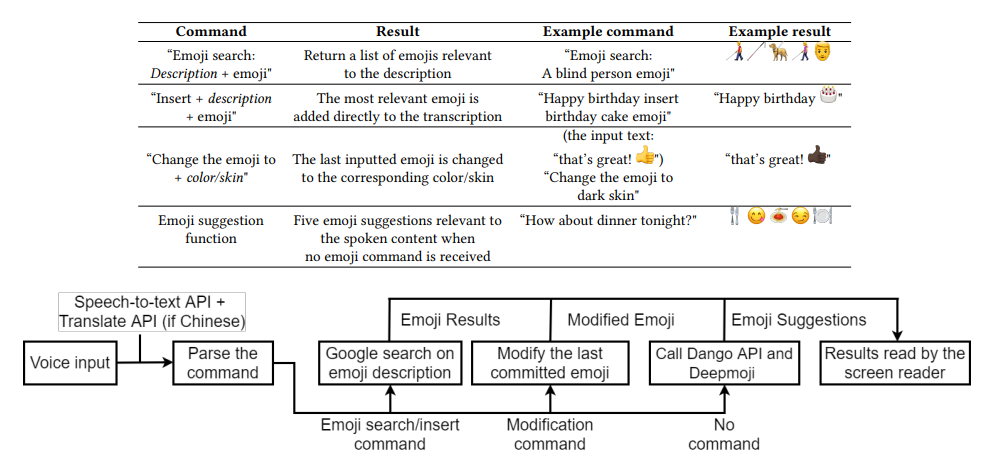 Command Result Example command Example result
“Emoji search: Return a list of emojis relevant “Emoji search: 👩‍🦯🦯🐕‍🦺👩‍🦯👨
Description + emoji" to the description A blind person emoji"
“Insert + description The most relevant emoji is “Happy birthday insert “Happy birthday 🎂"
+ emoji" added directly to the transcription birthday cake emoji"
(the input text:
“Change the emoji to The last inputted emoji is changed “that’s great! 👍") “that’s great! 👍🏿"
+ color/skin" to the corresponding color/skin “Change the emoji to
dark skin"
Emoji suggestion Five emoji suggestions relevant to “How about dinner tonight?" 🍴😋🍝😏🍽️
function the spoken content when
no emoji command is received
Speech-to-text API +
Translate API (if Chinese)
Emoji Results Modified Emoji Emoji Suggestions
Voice input Parse the Google search on Modify the last Call Dango API and Results read by the
command emoji description committed emoji Deepmoji screen reader
Emoji search/insert Modification No
command command command